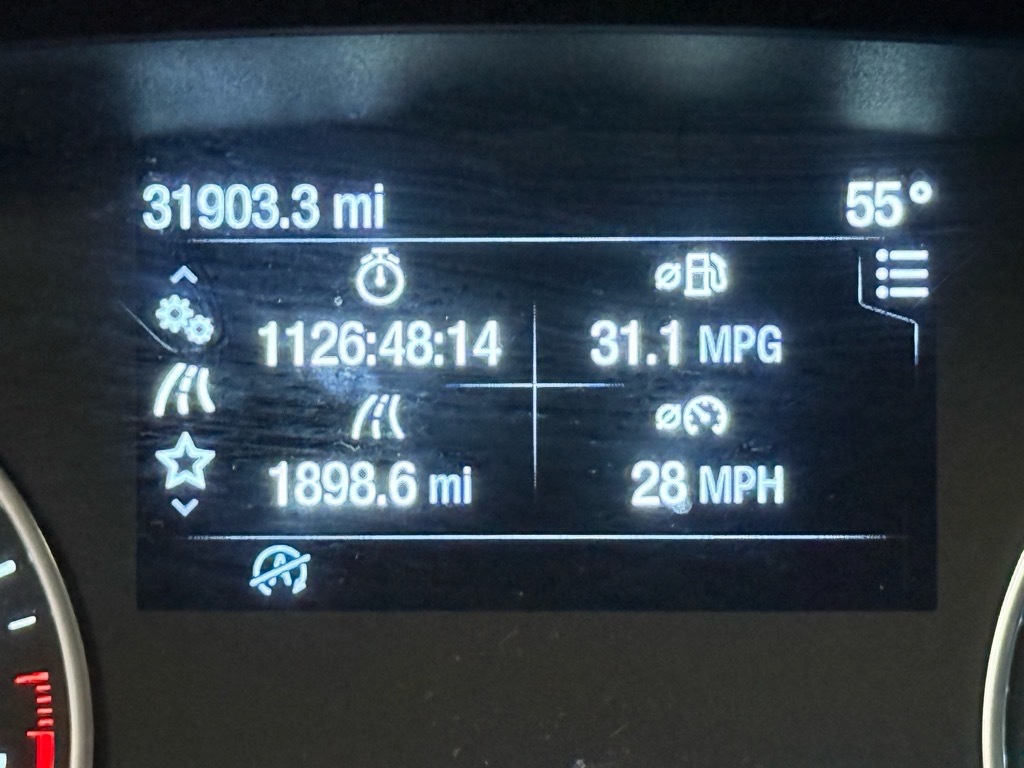 31903.3 mi 55°
1126:48:14 31.1 MPG
1898.6 mi 28 MPH
A